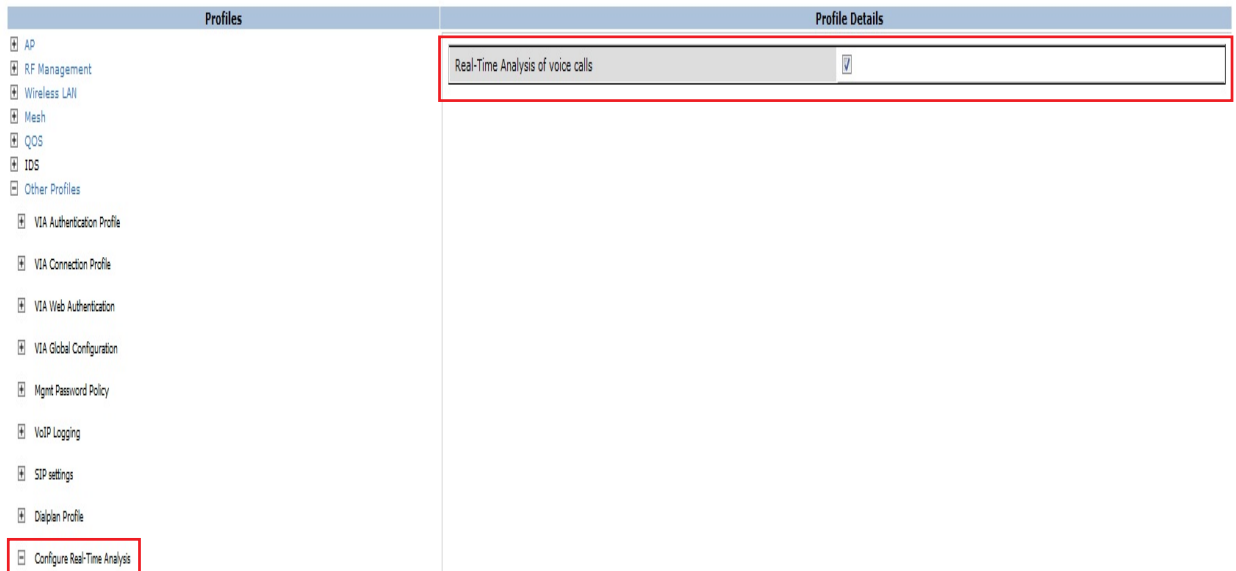 Profiles
Profile Details
AP
RF Management
Wireless LAN
Mesh
QOS
IDS
Other Profiles
VIA Authentication Profile
VIA Connection Profile
VIA Web Authentication
VIA Global Configuration
Mgmt Password Policy
VoIP Logging
SIP settings
Dialplan Profile
Configure Real-Time Analysis
Real-Time Analysis of voice calls